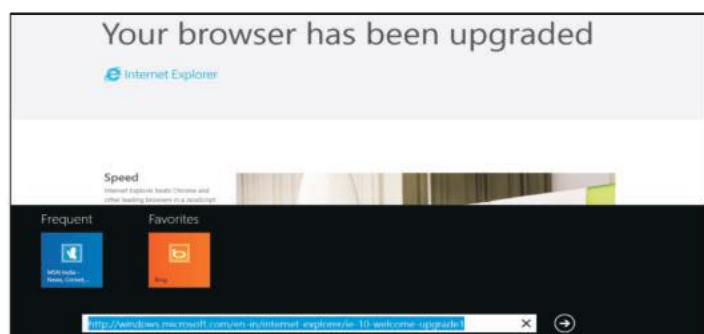 Your browser has been upgraded
Internet Explorer
Speed
Internet Explorer beats Chrome and
other leading browsers in a JavaScript
Frequent
Favorites
MSN India -
News, Cricket,...
Bing
http://windows.microsoft.com/en-in/internet-explorer/ie-10-welcome-upgrade1